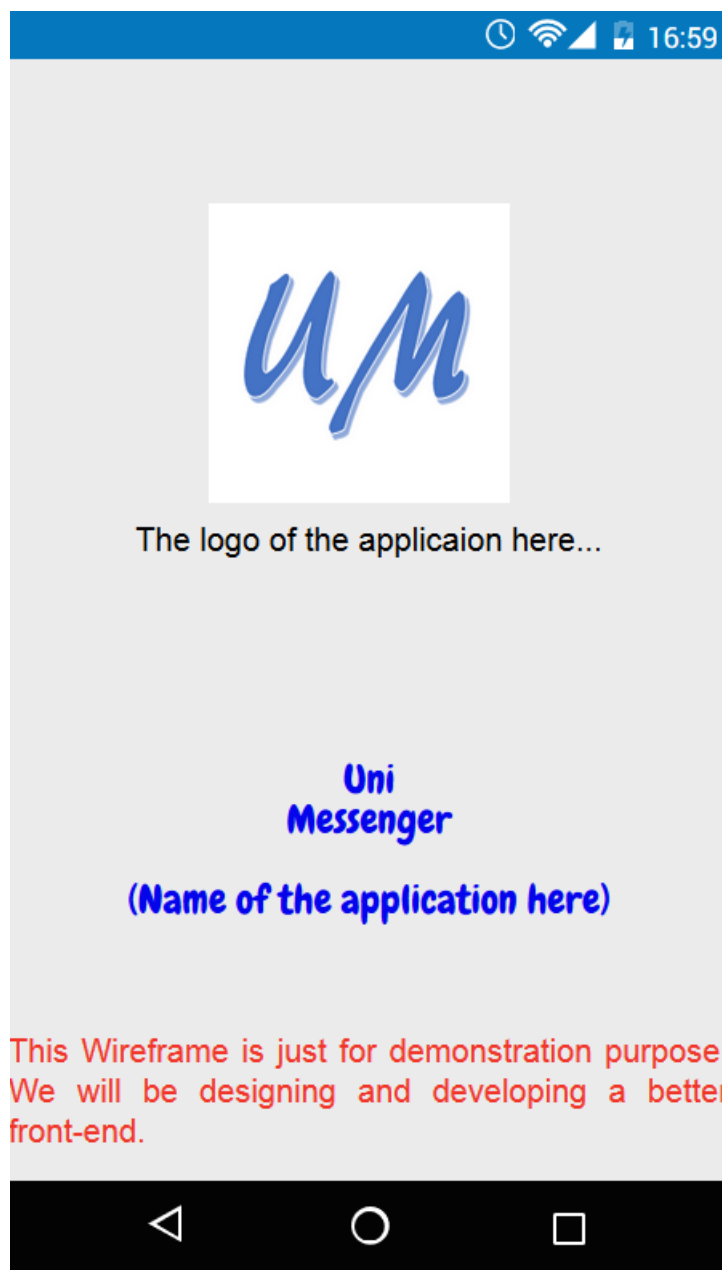 16:59
UM
The logo of the applicaion here...
Uni
Messenger
(Name of the application here)
This Wireframe is just for demonstration purpose
We will be designing and developing a better
front-end.